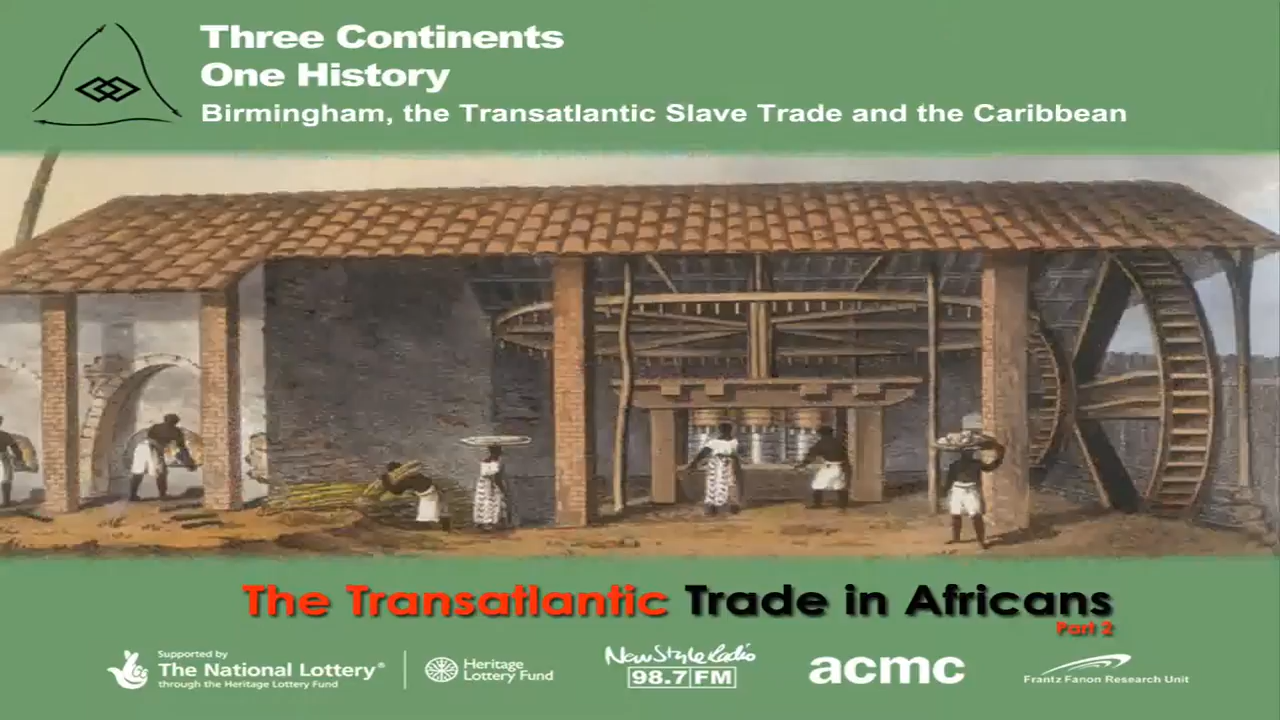 Three Continents
One History
Birmingham, the Transatlantic Slave Trade and the Caribbean
The Transatlantic Trade in Africans
Part 2
Supported by
The National Lottery®
through the Heritage Lottery Fund
Heritage
Lottery Fund
New Style Radio
98.7 FM
acmc
Frantz Fanon Research Unit